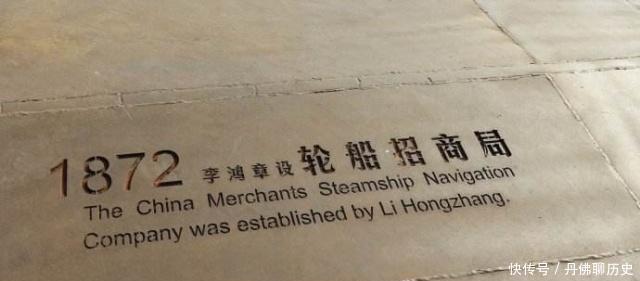 1872 李鸿章设轮船招商局
The China Merchants Steamship Navigation
Company was established by Li Hongzhang.
快传号/丹佛聊历史